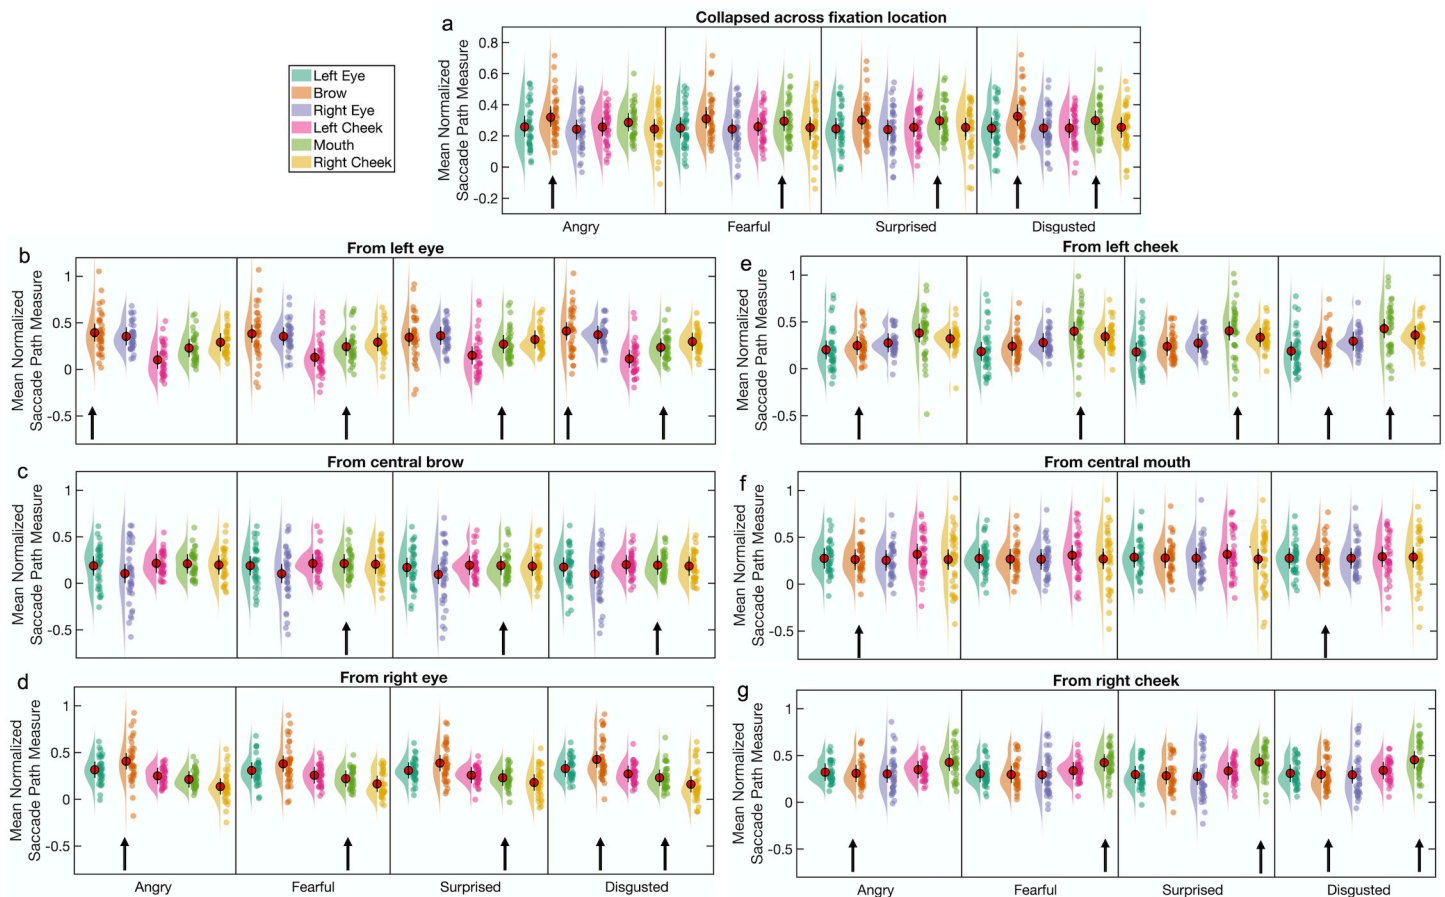 a
Collapsed across fixation location
Left Eye
Brow
Right Eye
Left Cheek
Mouth
Right Cheek
Mean Normalized
Saccade Path Measure
0.8
0.6
0.4
0.2
0
-0.2
Angry
Fearful
Surprised
Disgusted
b
From left eye
Mean Normalized
Saccade Path Measure
1
0.5
0
-0.5
e
From left cheek
Mean Normalized
Saccade Path Measure
1
0.5
0
-0.5
c
From central brow
Mean Normalized
Saccade Path Measure
1
0.5
0
-0.5
f
From central mouth
Mean Normalized
Saccade Path Measure
1
0.5
0
-0.5
d
From right eye
Mean Normalized
Saccade Path Measure
1
0.5
0
-0.5
Angry
Fearful
Surprised
Disgusted
g
From right cheek
Mean Normalized
Saccade Path Measure
1
0.5
0
-0.5
Angry
Fearful
Surprised
Disgusted